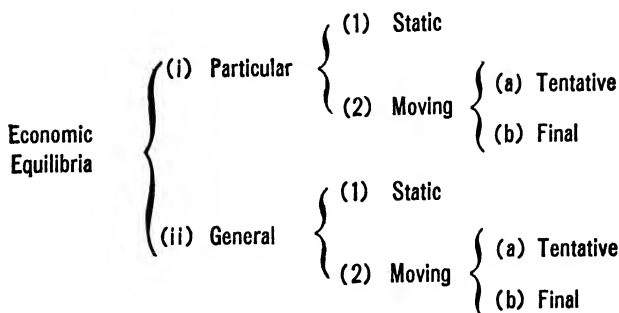 (1) Static
(i) Particular
(a) Tentative
(2) Moving
(b) Final
Economic
Equilibria
(1) Static
(ii) General
(a) Tentative
(2) Moving
(b) Final